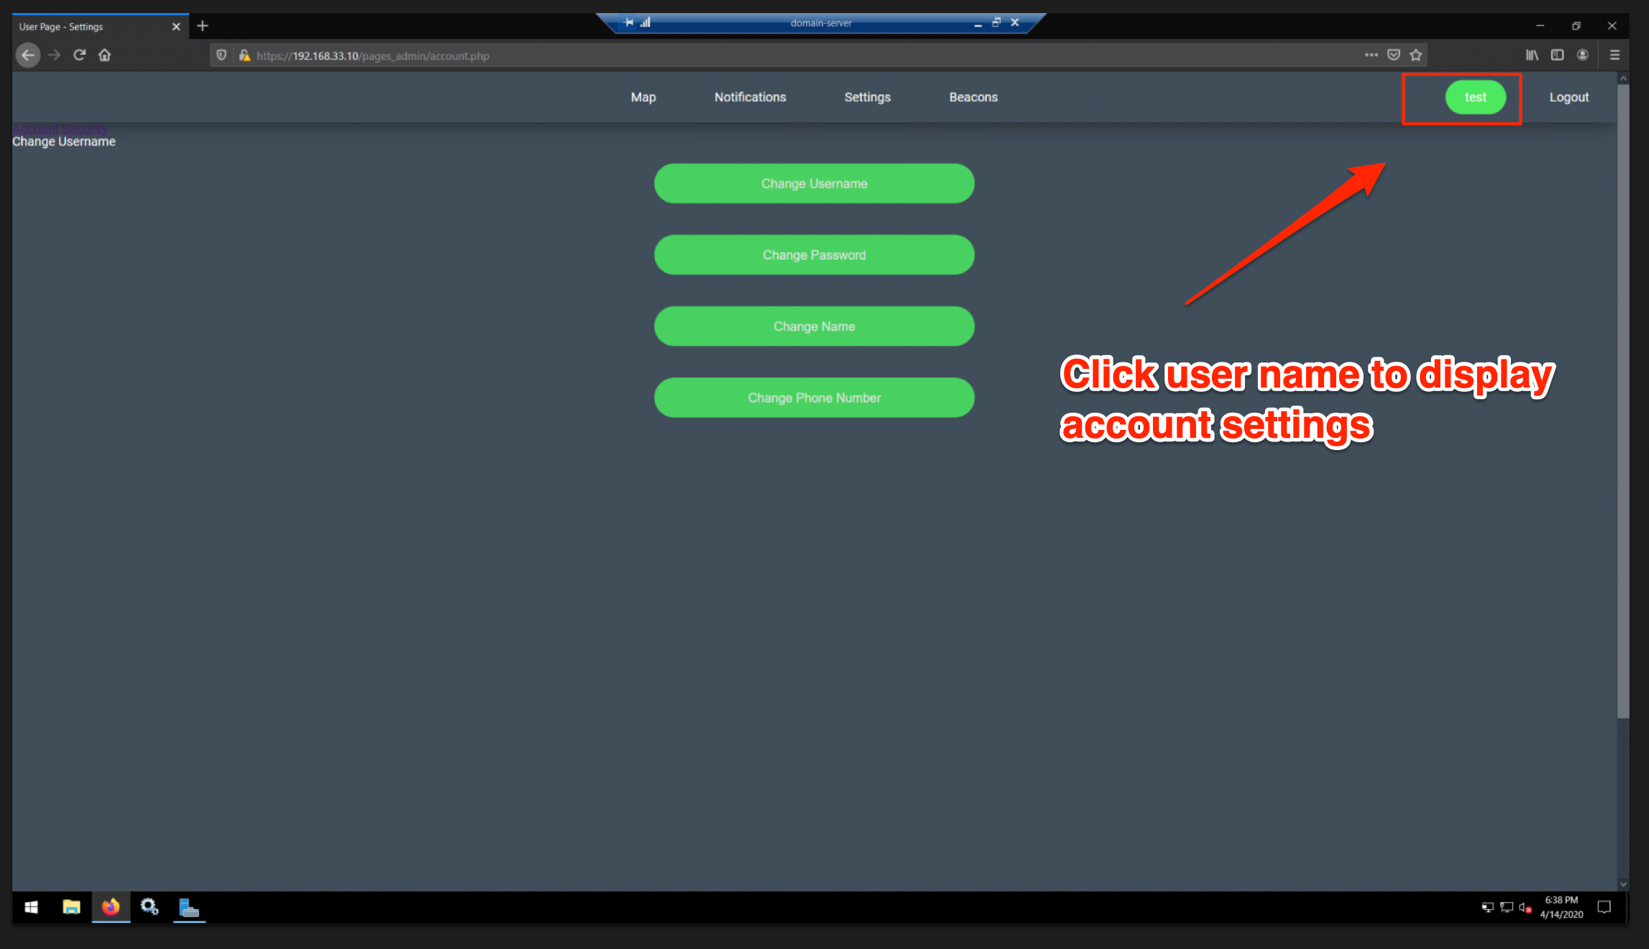 User Page - Settings
domain-server
https://192.168.33.10/pages_admin/account.php
Map
Notifications
Settings
Beacons
test
Logout
Account Security
Change Username
Change Username
Change Password
Change Name
Change Phone Number
Click user name to display
account settings
6:38 PM
4/14/2020